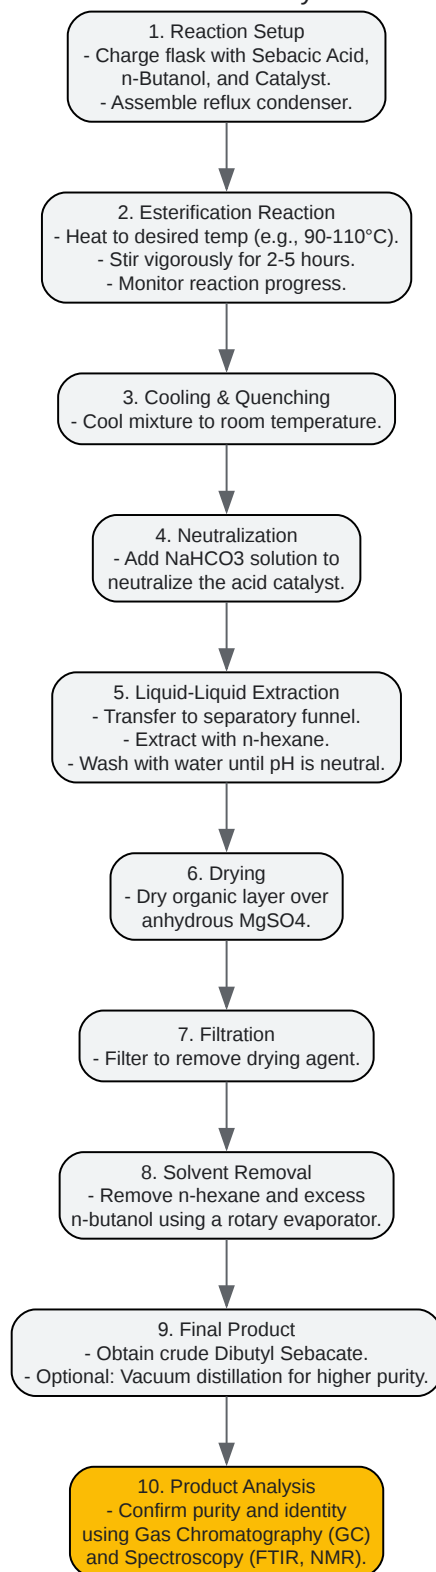 1. Reaction Setup
- Charge flask with Sebacic Acid,
n-Butanol, and Catalyst.
- Assemble reflux condenser.
2. Esterification Reaction
- Heat to desired temp (e.g., 90-110°C).
- Stir vigorously for 2-5 hours.
- Monitor reaction progress.
3. Cooling & Quenching
- Cool mixture to room temperature.
4. Neutralization
- Add NaHCO3 solution to
neutralize the acid catalyst.
5. Liquid-Liquid Extraction
- Transfer to separatory funnel.
- Extract with n-hexane.
- Wash with water until pH is neutral.
6. Drying
- Dry organic layer over
anhydrous MgSO4.
7. Filtration
- Filter to remove drying agent.
8. Solvent Removal
- Remove n-hexane and excess
n-butanol using a rotary evaporator.
9. Final Product
- Obtain crude Dibutyl Sebacate.
- Optional: Vacuum distillation for higher purity.
10. Product Analysis
- Confirm purity and identity
using Gas Chromatography (GC)
and Spectroscopy (FTIR, NMR).